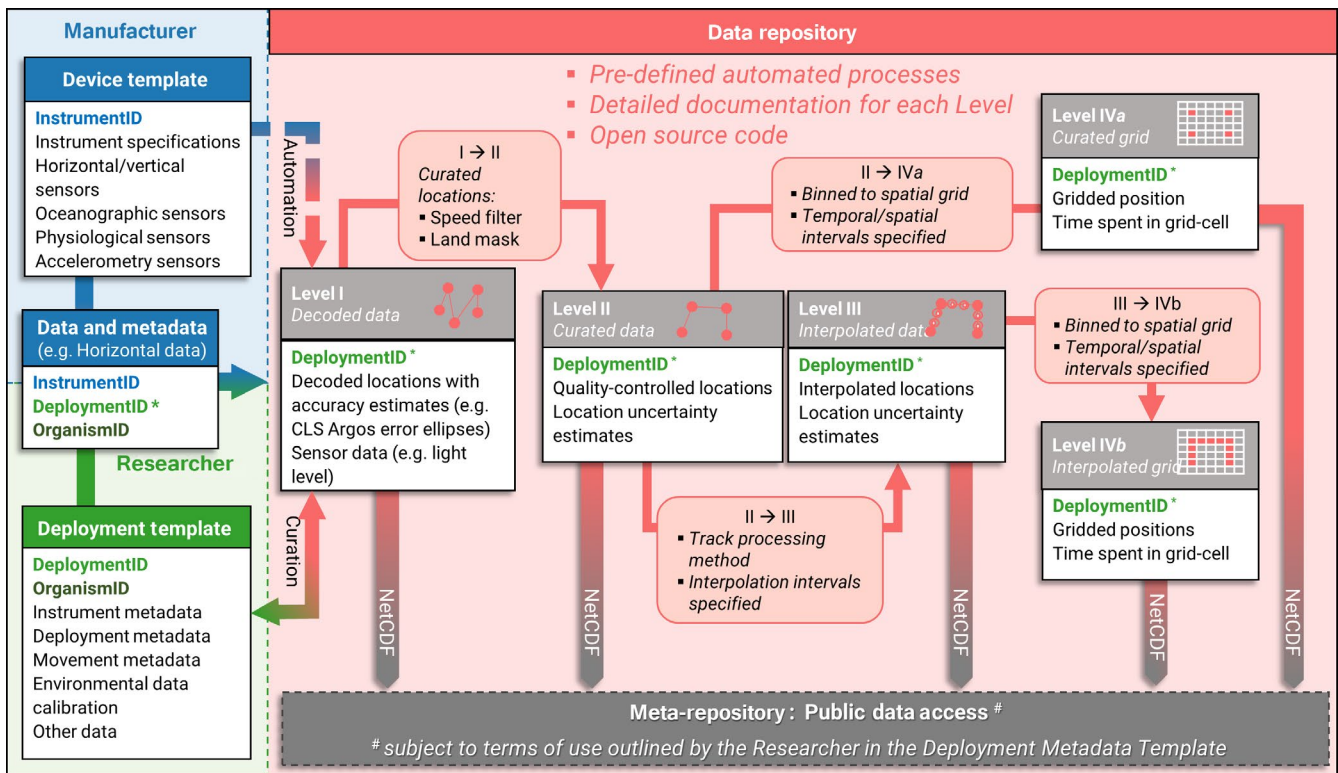 Manufacturer
Device template
InstrumentID
Instrument specifications
Horizontal/vertical
sensors
Oceanographic sensors
Physiological sensors
Accelerometry sensors
Data and metadata
(e.g. Horizontal data)
InstrumentID
DeploymentID *
OrganismID
Researcher
Deployment template
DeploymentID
OrganismID
Instrument metadata
Deployment metadata
Movement metadata
Environmental data
calibration
Other data
Automation
Curation
Data repository
▪ Pre-defined automated processes
▪ Detailed documentation for each Level
▪ Open source code
I → II
Curated
locations:
▪ Speed filter
▪ Land mask
Level I
Decoded data
DeploymentID *
Decoded locations with
accuracy estimates (e.g.
CLS Argos error ellipses)
Sensor data (e.g. light
level)
Level II
Curated data
DeploymentID *
Quality-controlled locations
Location uncertainty
estimates
II → III
▪ Track processing
method
▪ Interpolation intervals
specified
Level III
Interpolated data
DeploymentID *
Interpolated locations
Location uncertainty
estimates
II → IVa
▪ Binned to spatial grid
▪ Temporal/spatial
intervals specified
Level IVa
Curated grid
DeploymentID *
Gridded position
Time spent in grid-cell
III → IVb
▪ Binned to spatial grid
▪ Temporal/spatial
intervals specified
Level IVb
Interpolated grid
DeploymentID *
Gridded positions
Time spent in grid-cell
NetCDF
NetCDF
NetCDF
NetCDF
NetCDF
Meta-repository: Public data access #
# subject to terms of use outlined by the Researcher in the Deployment Metadata Template